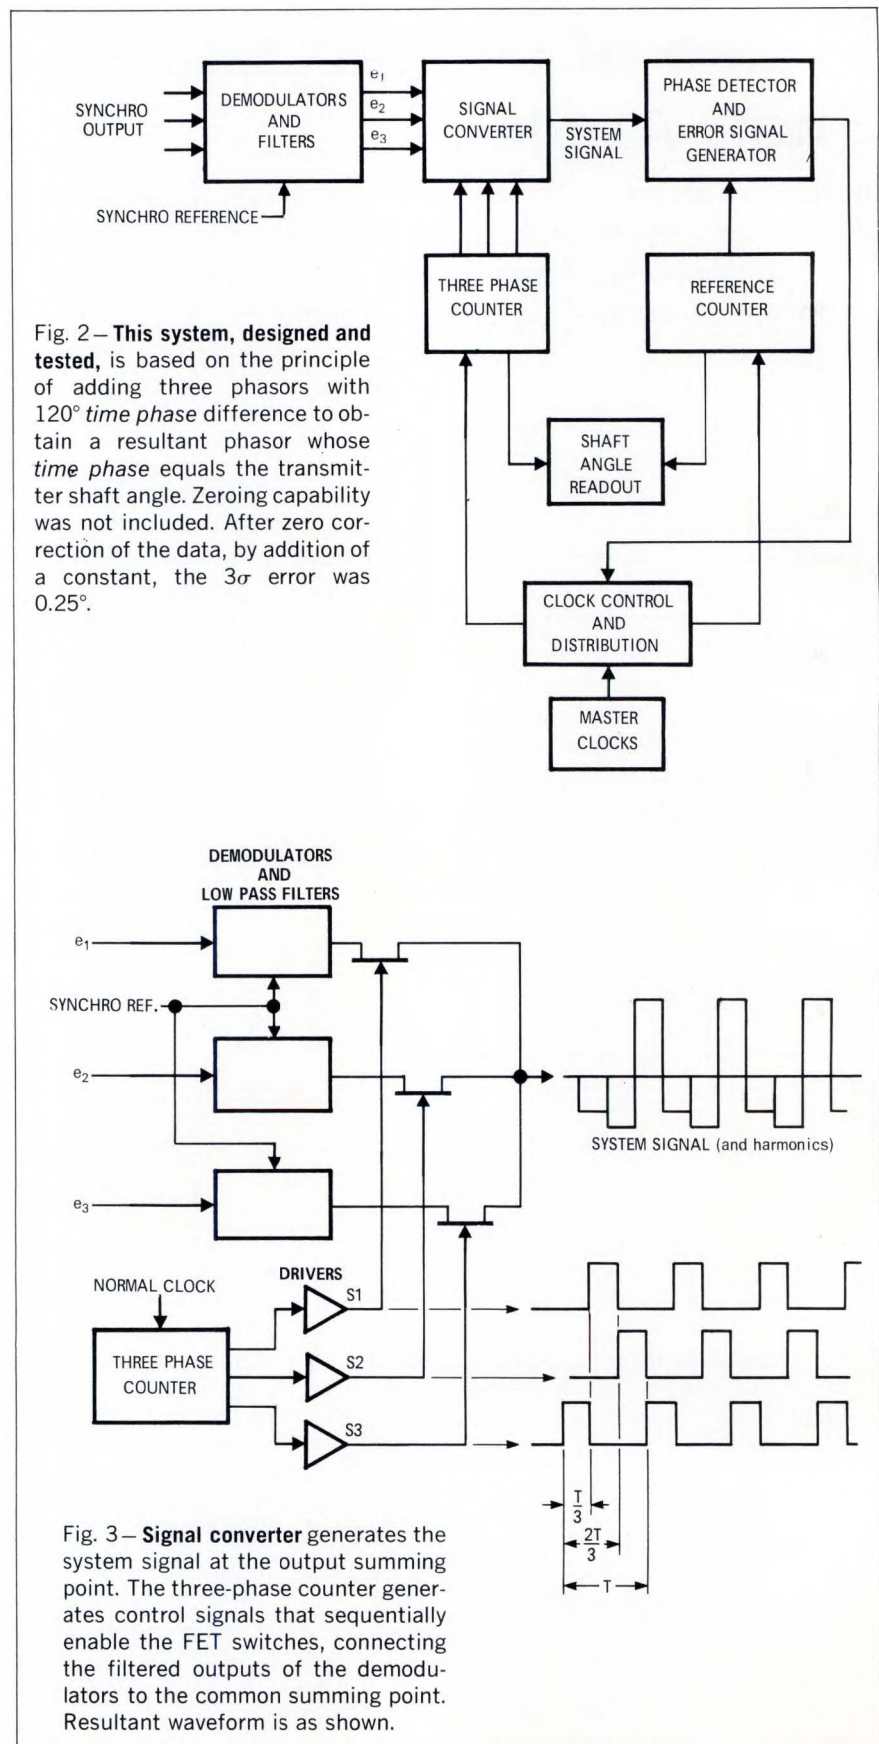 SYNCHRO
OUTPUT
DEMODULATORS
AND
FILTERS
e1
e2
e3
SIGNAL
CONVERTER
SYSTEM
SIGNAL
PHASE DETECTOR
AND
ERROR SIGNAL
GENERATOR
SYNCHRO REFERENCE
THREE PHASE
COUNTER
REFERENCE
COUNTER
SHAFT
ANGLE
READOUT
CLOCK CONTROL
AND
DISTRIBUTION
MASTER
CLOCKS
Fig. 2 – This system, designed and
tested, is based on the principle
of adding three phasors with
120° time phase difference to ob-
tain a resultant phasor whose
time phase equals the transmit-
ter shaft angle. Zeroing capability
was not included. After zero cor-
rection of the data, by addition of
a constant, the 3σ error was
0.25°.
DEMODULATORS
AND
LOW PASS FILTERS
e1
SYNCHRO REF.
e2
e3
SYSTEM SIGNAL (and harmonics)
NORMAL CLOCK
THREE PHASE
COUNTER
DRIVERS
S1
S2
S3
T/3
2T/3
T
Fig. 3 – Signal converter generates the
system signal at the output summing
point. The three-phase counter gener-
ates control signals that sequentially
enable the FET switches, connecting
the filtered outputs of the demodu-
lators to the common summing point.
Resultant waveform is as shown.